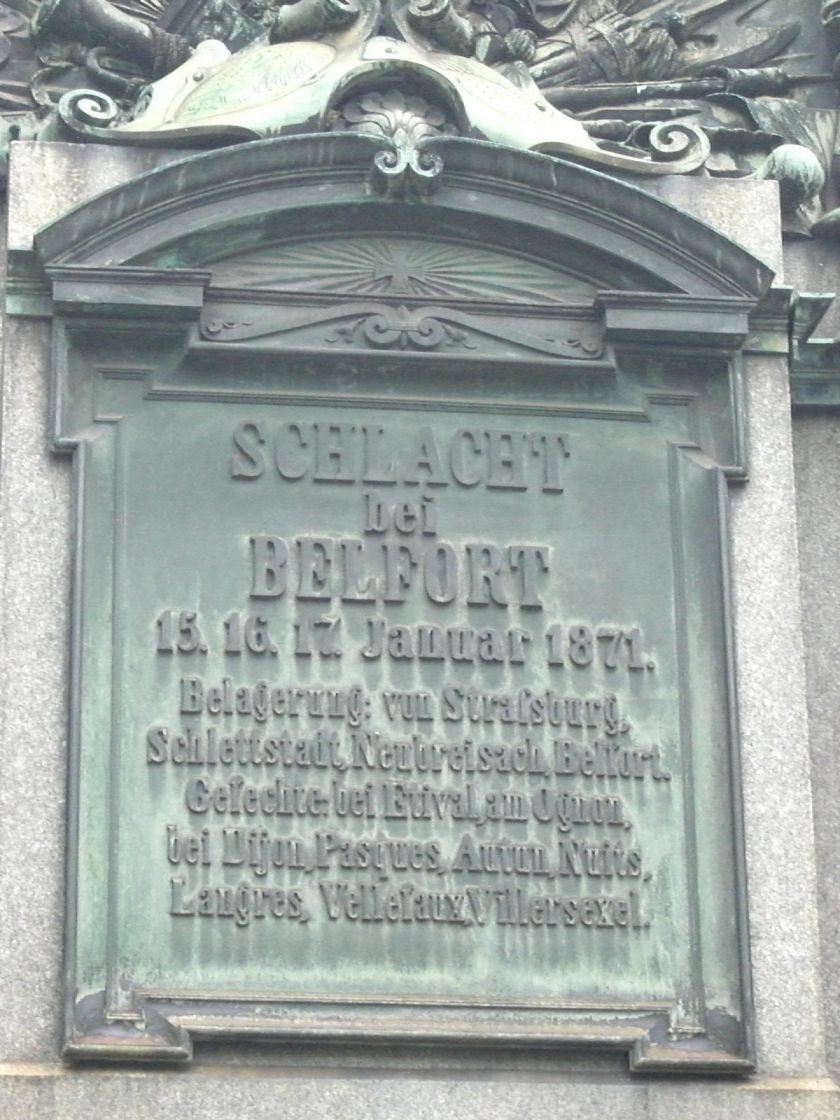 SCHLACHT
bei
BELFORT
15. 16. 17. Januar 1871.
Belagerung: von Straſsburg,
Schlettstadt, Neubreisach, Belfort.
Gefechte: bei Etival, am Ognon,
bei Dijon, Pasques, Autun, Nuits,
Langres, Vellefaux, Villersexel.